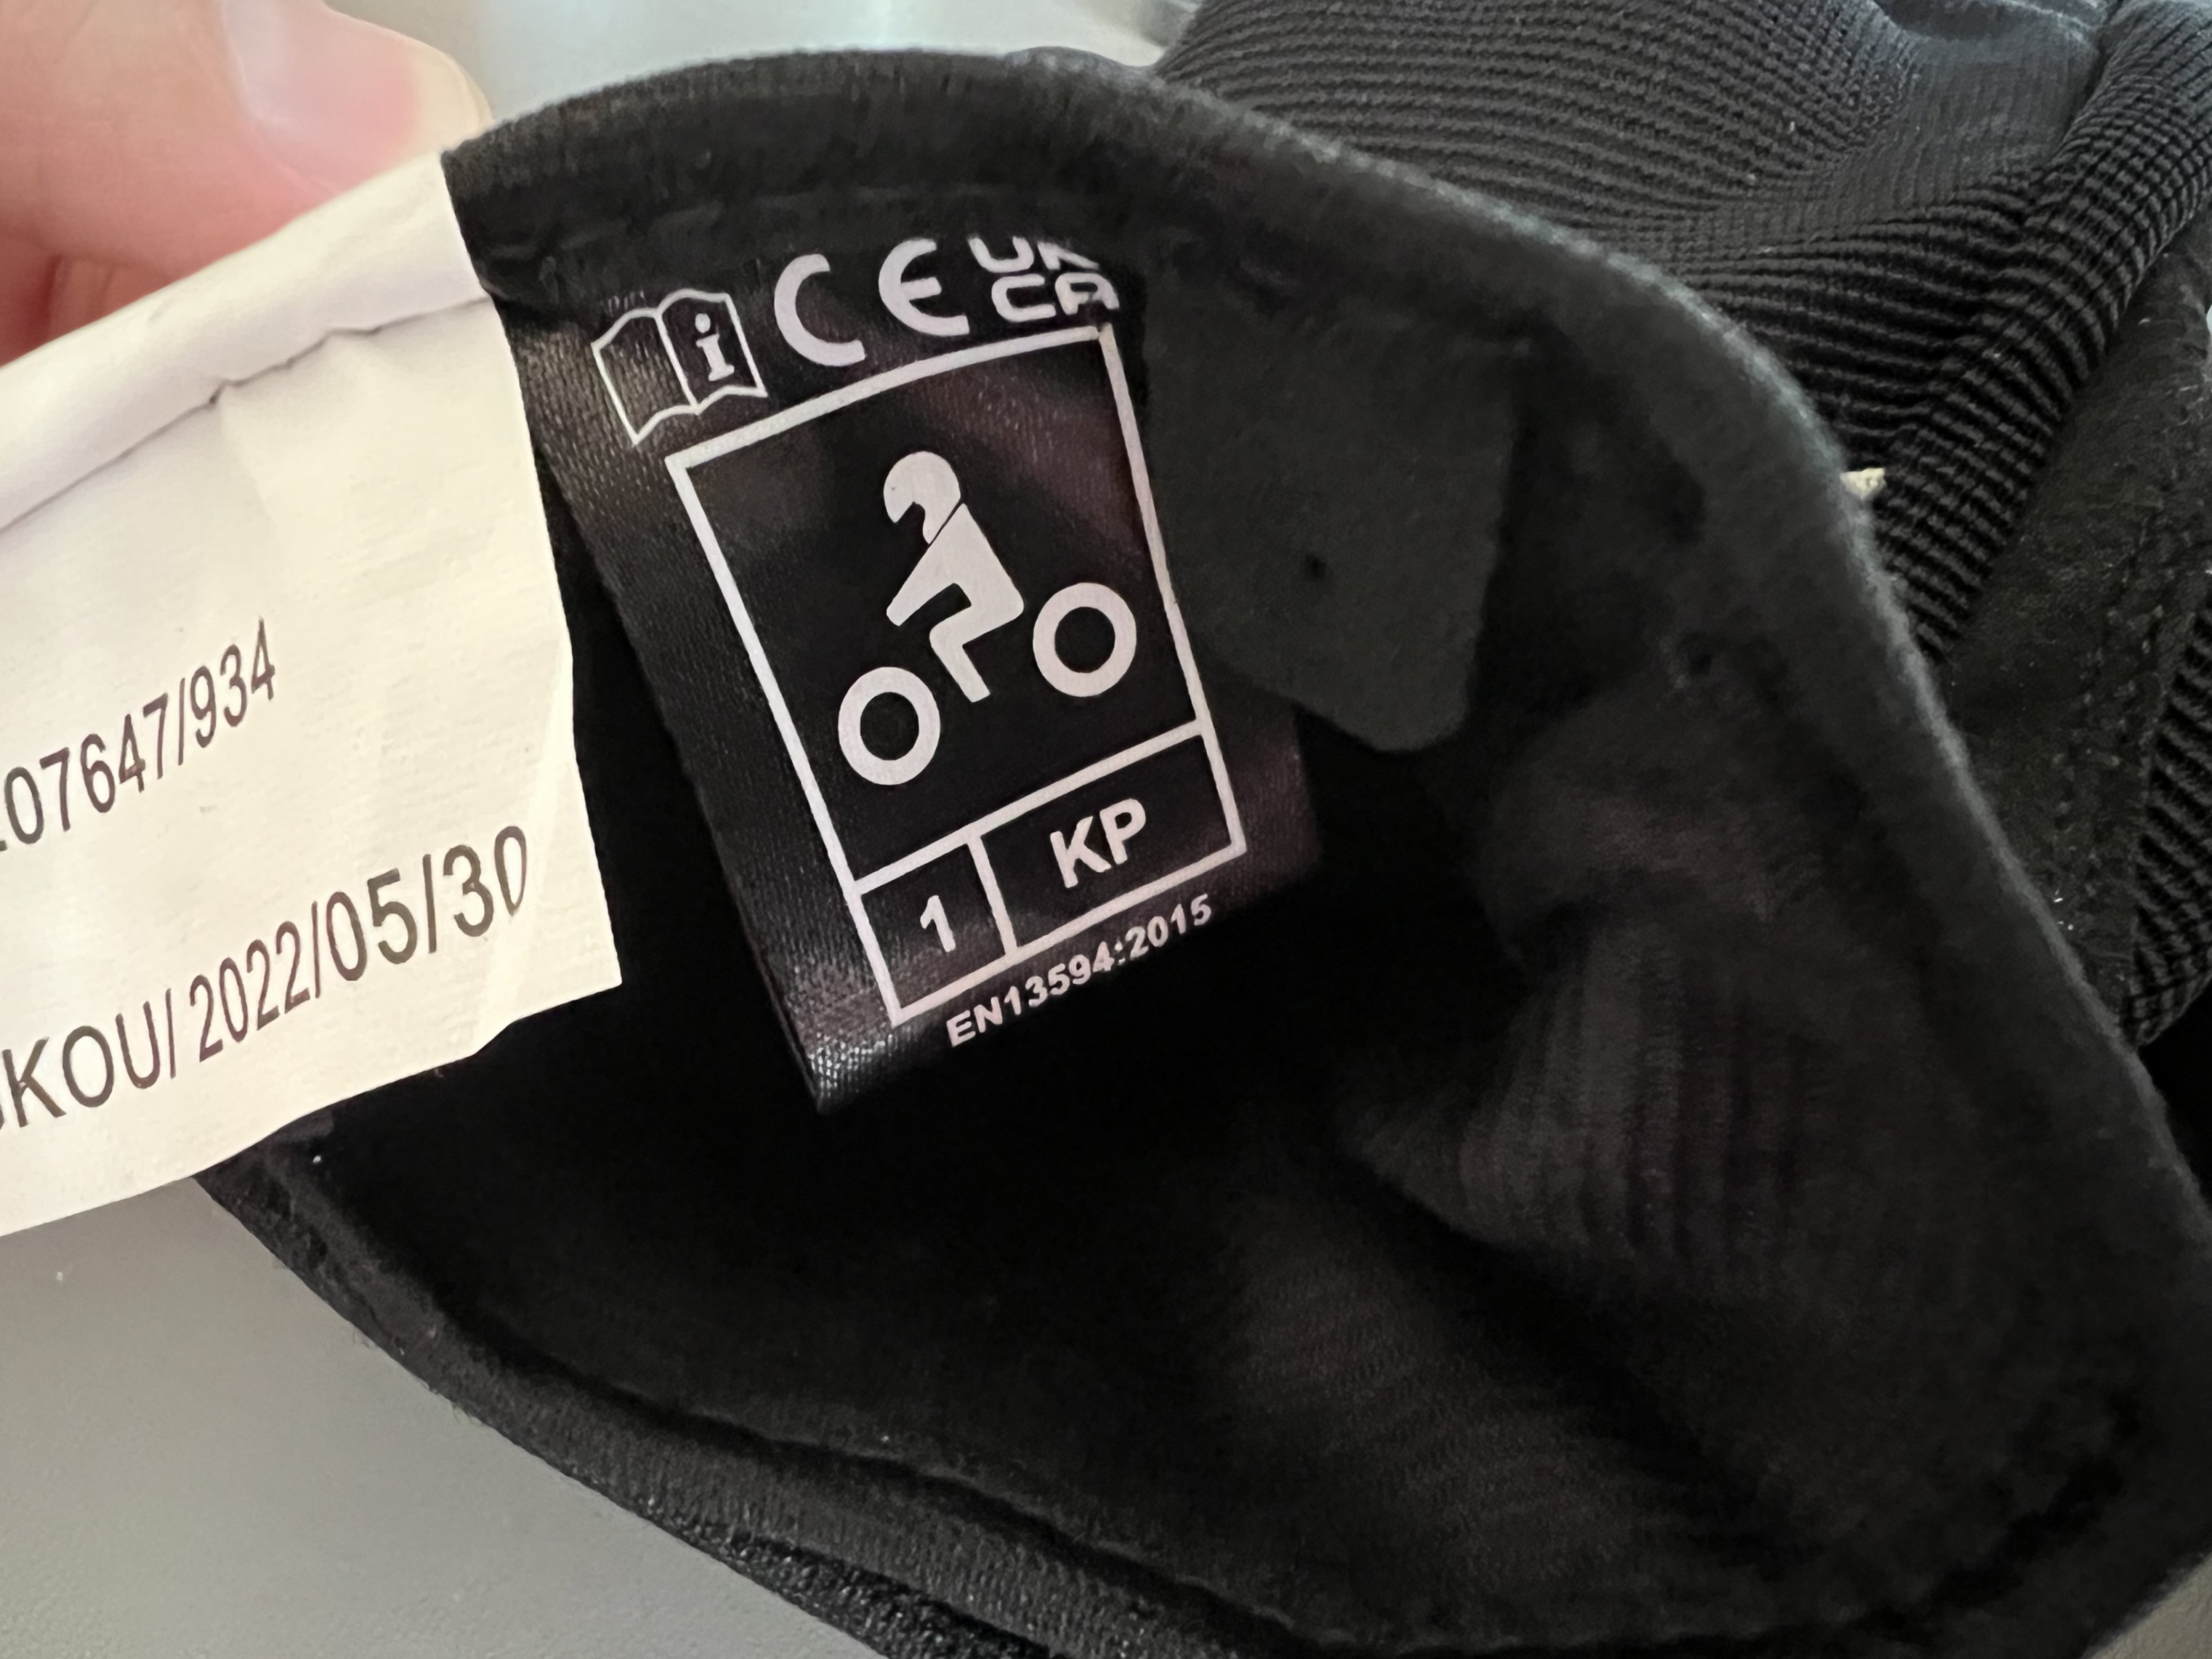 07647/934
KOU/2022/05/30
i
CE
UK
CA
1
KP
EN13594:2015